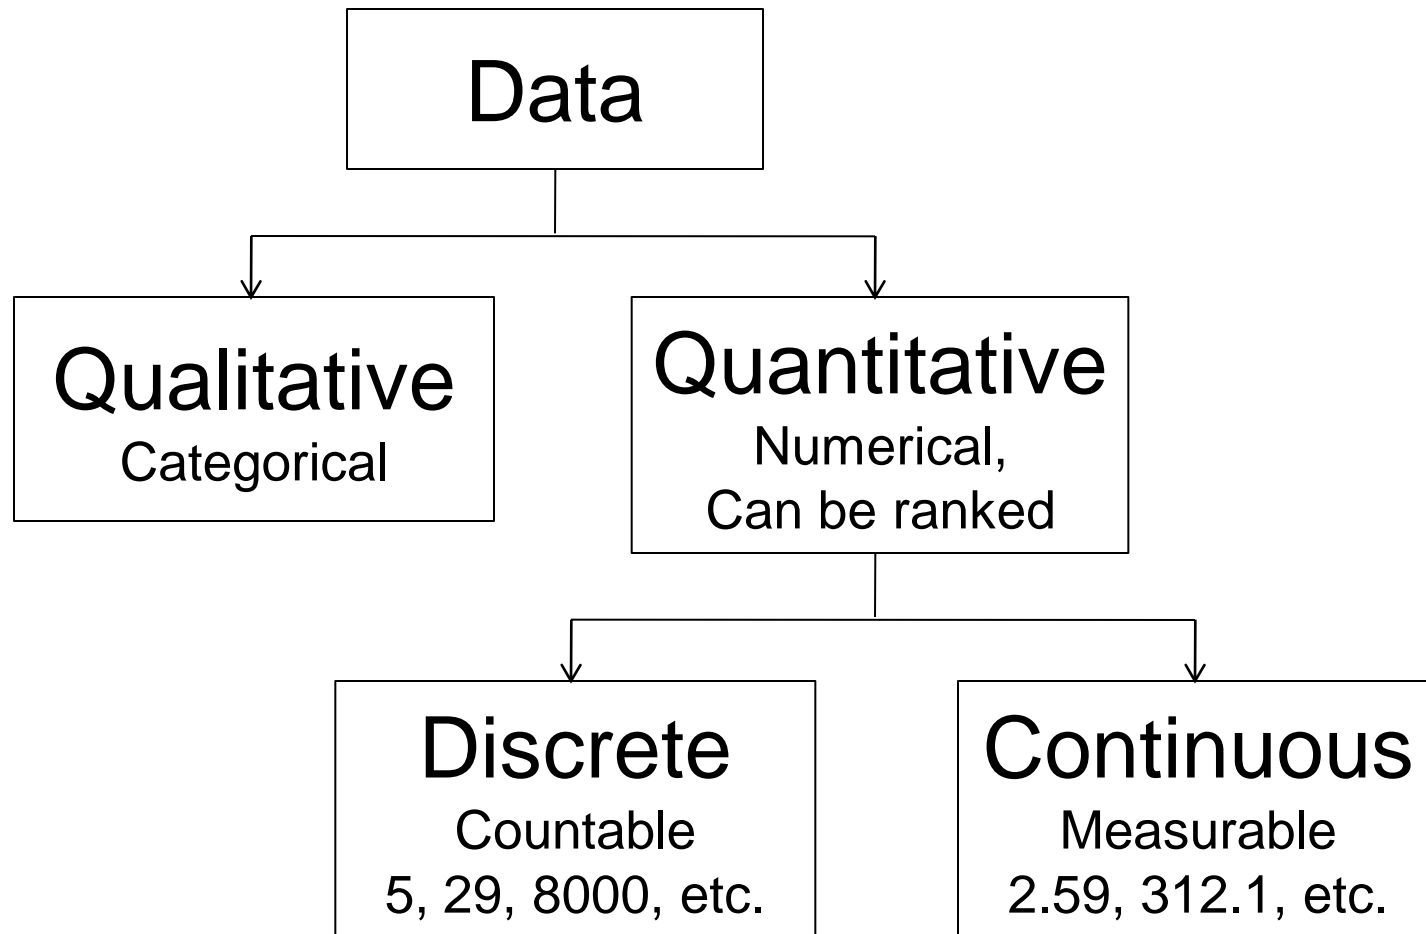 Data
Qualitative
Categorical
Quantitative
Numerical,
Can be ranked
Discrete
Countable
5, 29, 8000, etc.
Continuous
Measurable
2.59, 312.1, etc.